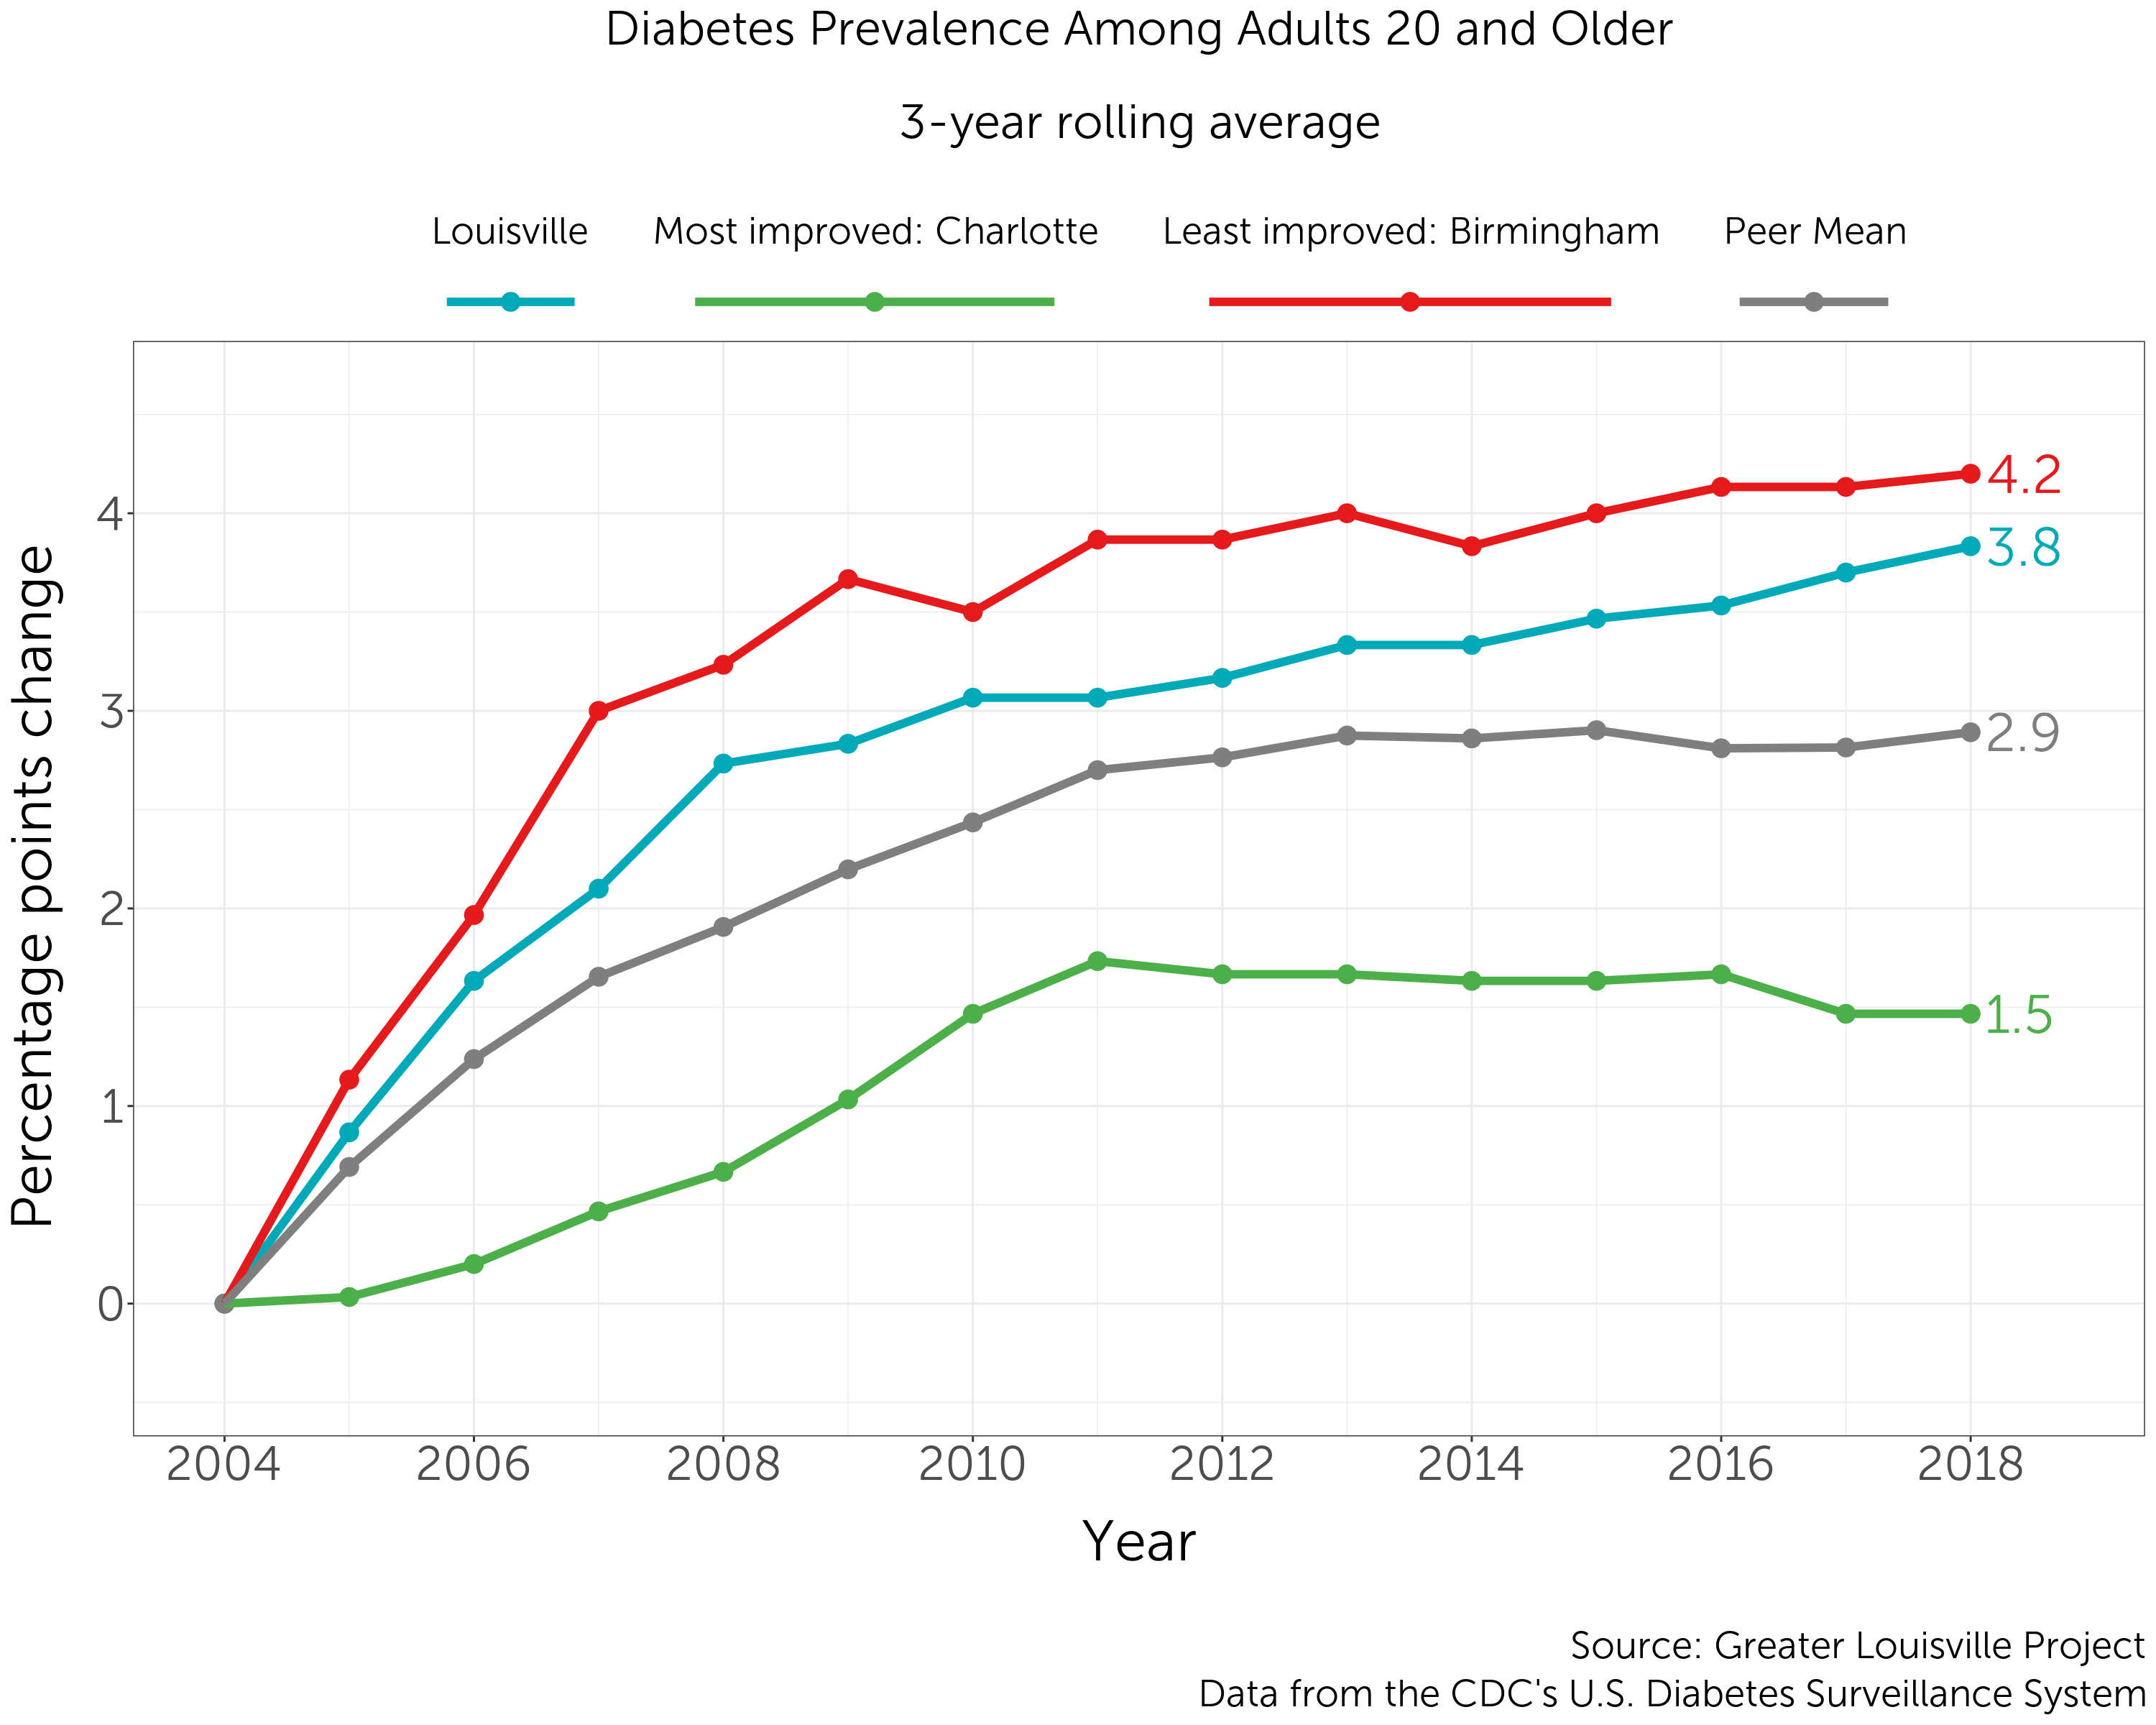 Diabetes Prevalence Among Adults 20 and Older
3-year rolling average
Louisville Most improved: Charlotte Least improved: Birmingham Peer Mean
Percentage points change
4
3
2
1
0
4.2
3.8
2.9
1.5
2004 2006 2008 2010 2012 2014 2016 2018
Year
Source: Greater Louisville Project
Data from the CDC's U.S. Diabetes Surveillance System